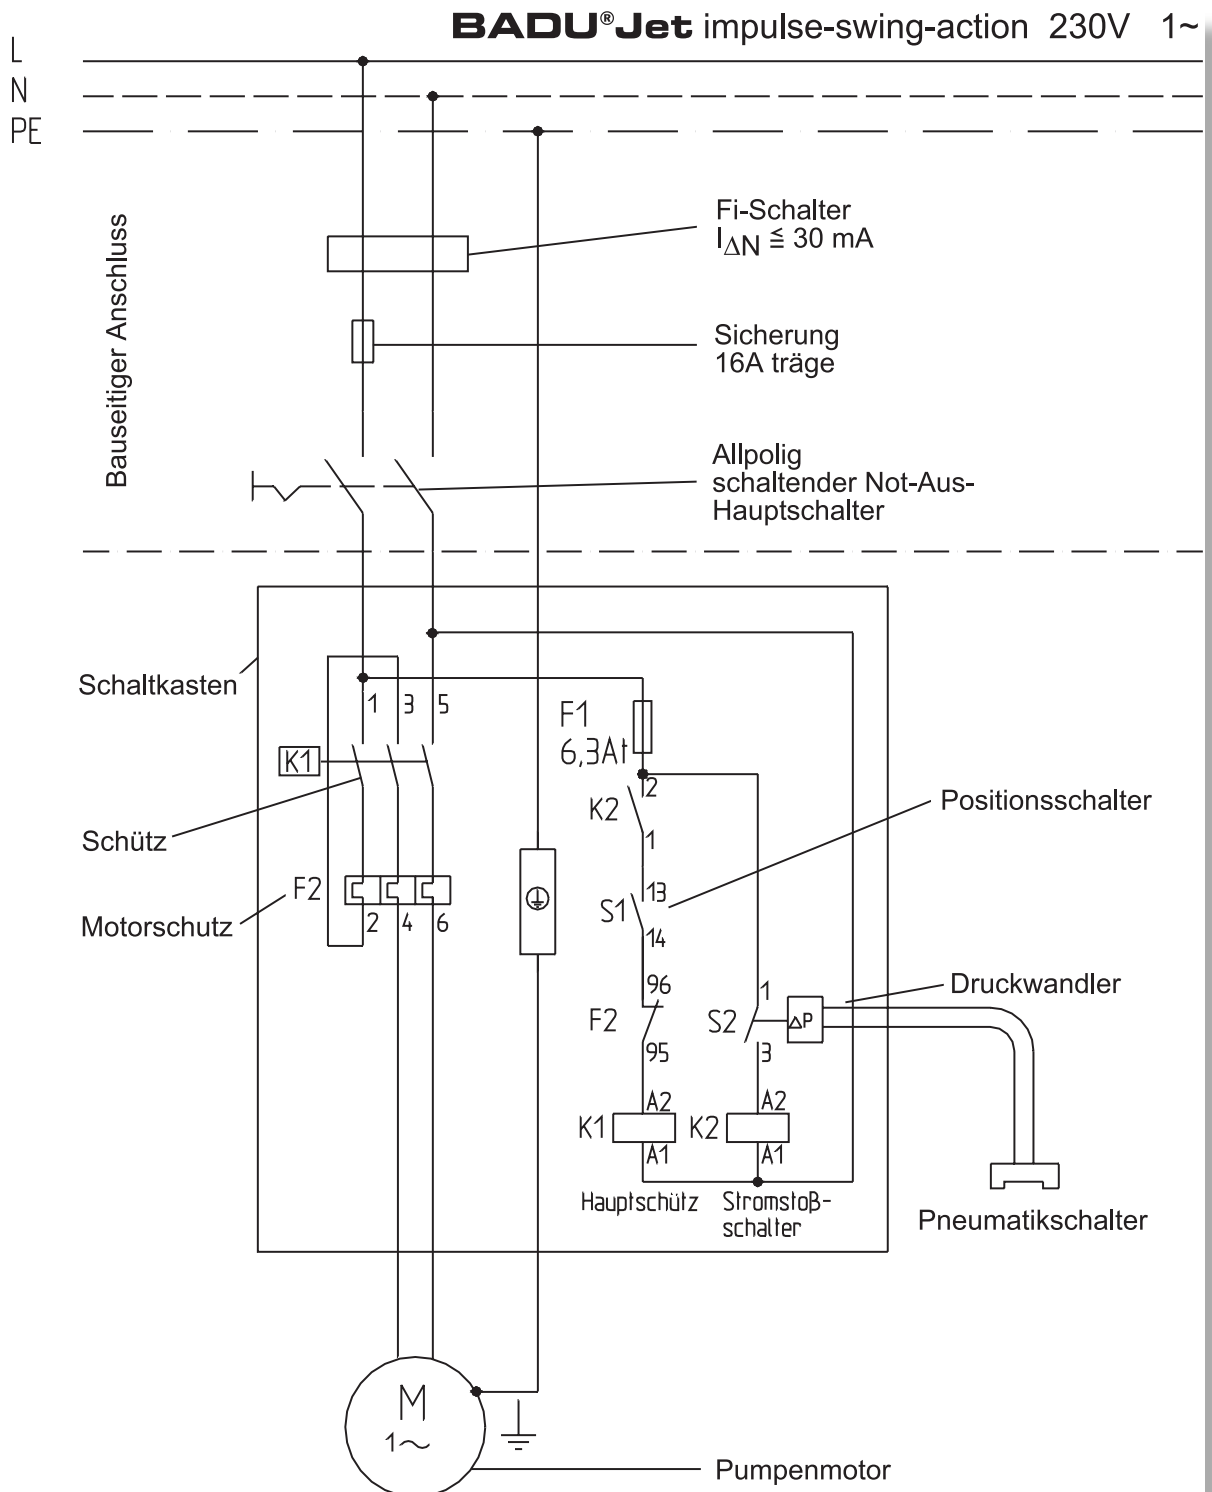 BADU®Jet impulse-swing-action 230V 1~
L
N
PE
Bauseitiger Anschluss
Fi-Schalter
I∆N ≦ 30 mA
Sicherung
16A träge
Allpolig
schaltender Not-Aus-
Hauptschalter
Schaltkasten
1 3 5
F1
6,3At
K1
K2
2
1
Positionsschalter
Schütz
F2
2 4 6
Motorschutz
S1
13
14
96
F2
95
Druckwandler
1
S2
3
∆P
A2
K1
A1
A2
K2
A1
Hauptschütz
Stromstoß-
schalter
Pneumatikschalter
M
1~
Pumpenmotor